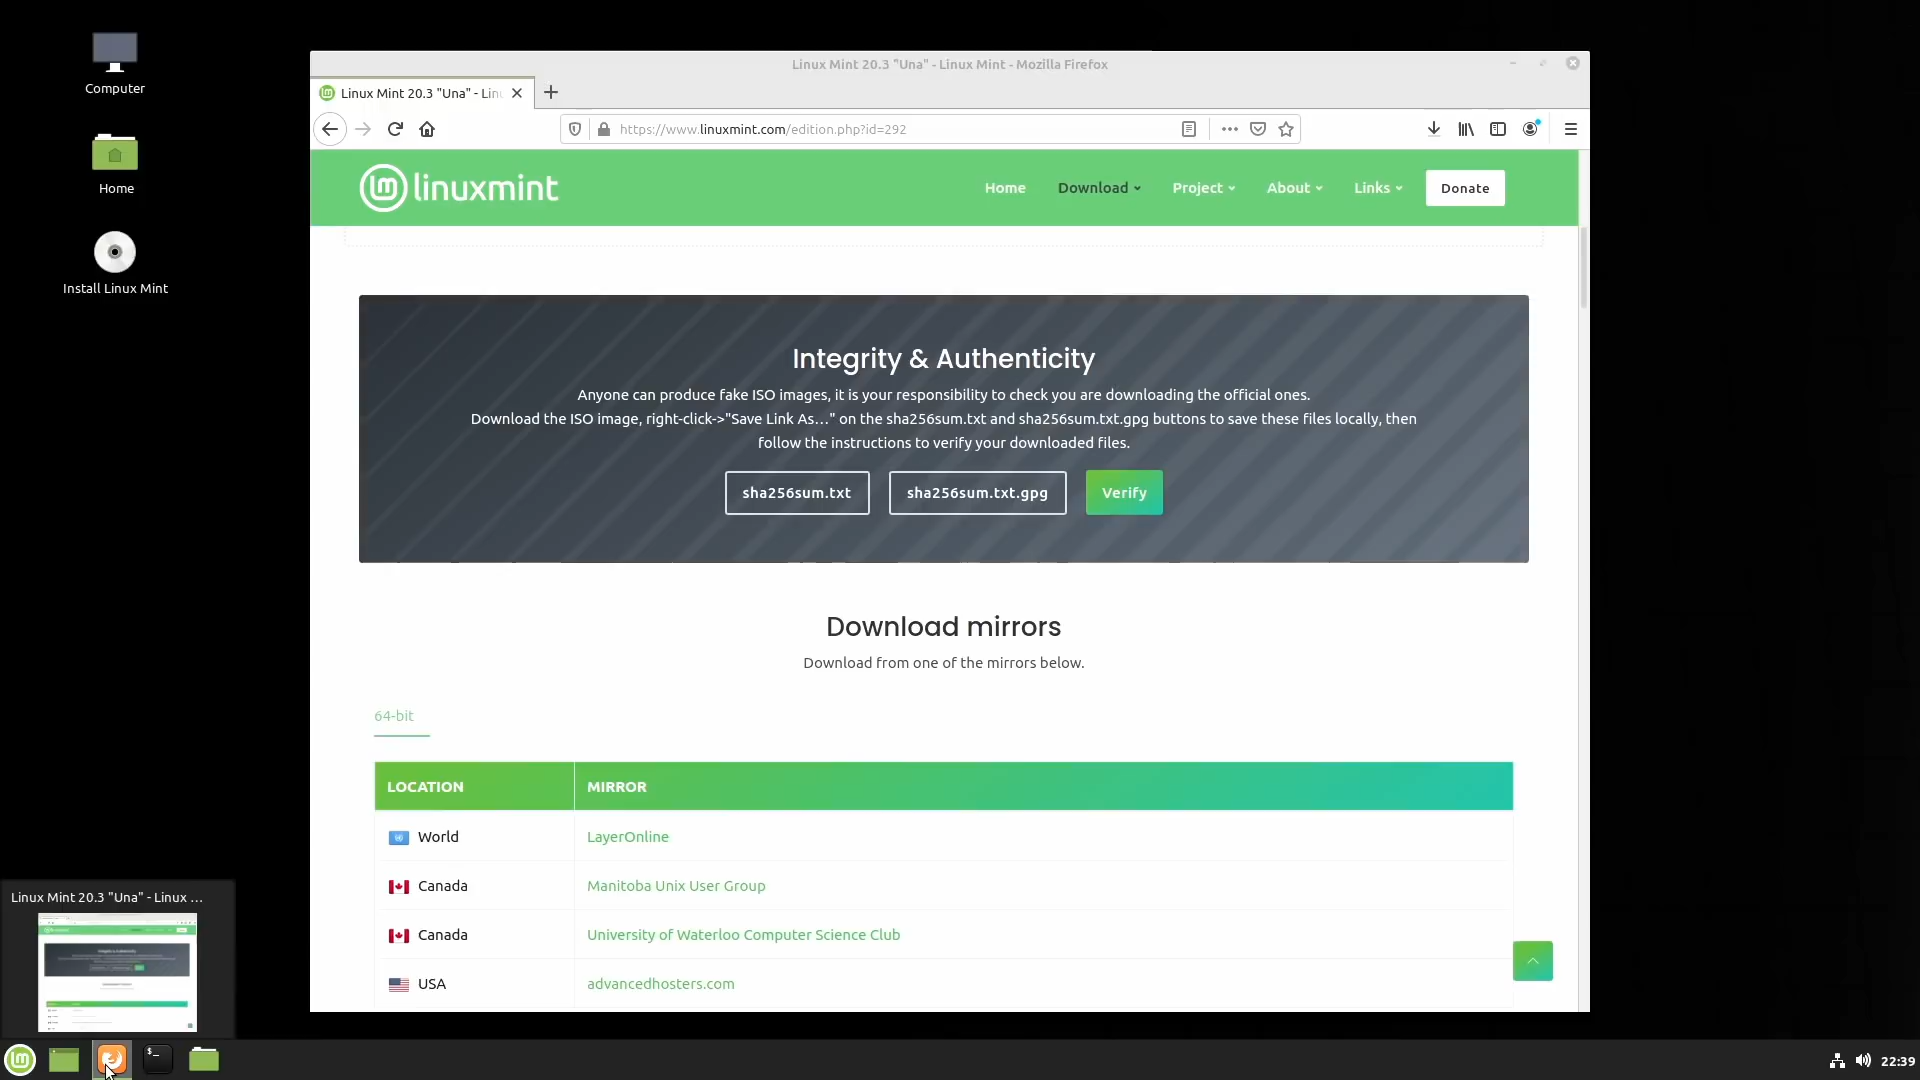 Computer
Home
Install Linux Mint
Linux Mint 20.3 "Una" - Linux Mint - Mozilla Firefox
Linux Mint 20.3 "Una" - Linu
https://www.linuxmint.com/edition.php?id=292
linuxmint
Home
Download
Project
About
Links
Donate
Integrity & Authenticity
Anyone can produce fake ISO images, it is your responsibility to check you are downloading the official ones.
Download the ISO image, right-click->"Save Link As..." on the sha256sum.txt and sha256sum.txt.gpg buttons to save these files locally, then
follow the instructions to verify your downloaded files.
sha256sum.txt
sha256sum.txt.gpg
Verify
Download mirrors
Download from one of the mirrors below.
64-bit
LOCATION MIRROR
World LayerOnline
Canada Manitoba Unix User Group
Canada University of Waterloo Computer Science Club
USA advancedhosters.com
Linux Mint 20.3 "Una" - Linux ...
22:39